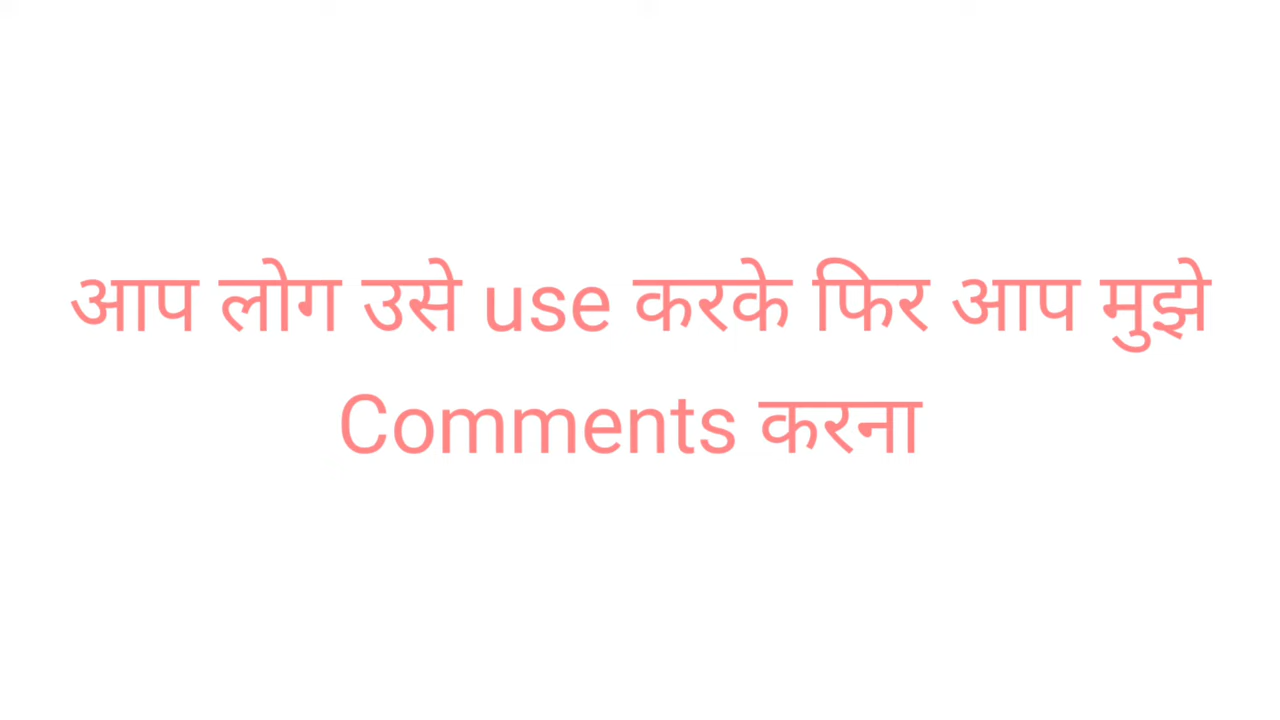 आप लोग उसे use करके फिर आप मुझे
Comments करना